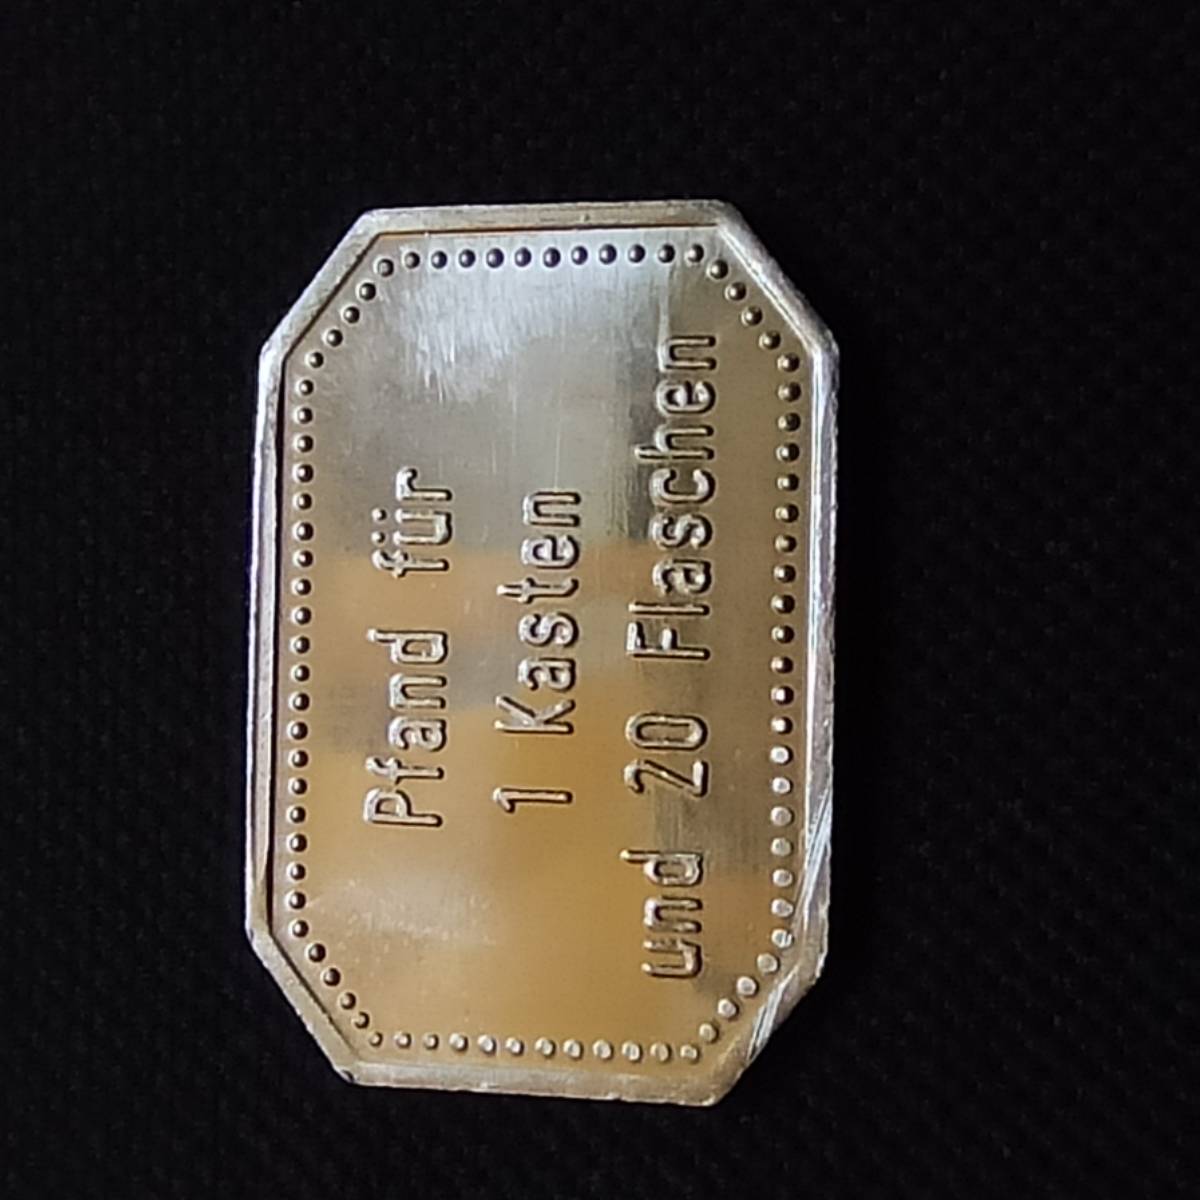 Pfand für
1 Kasten
und 20 Flaschen